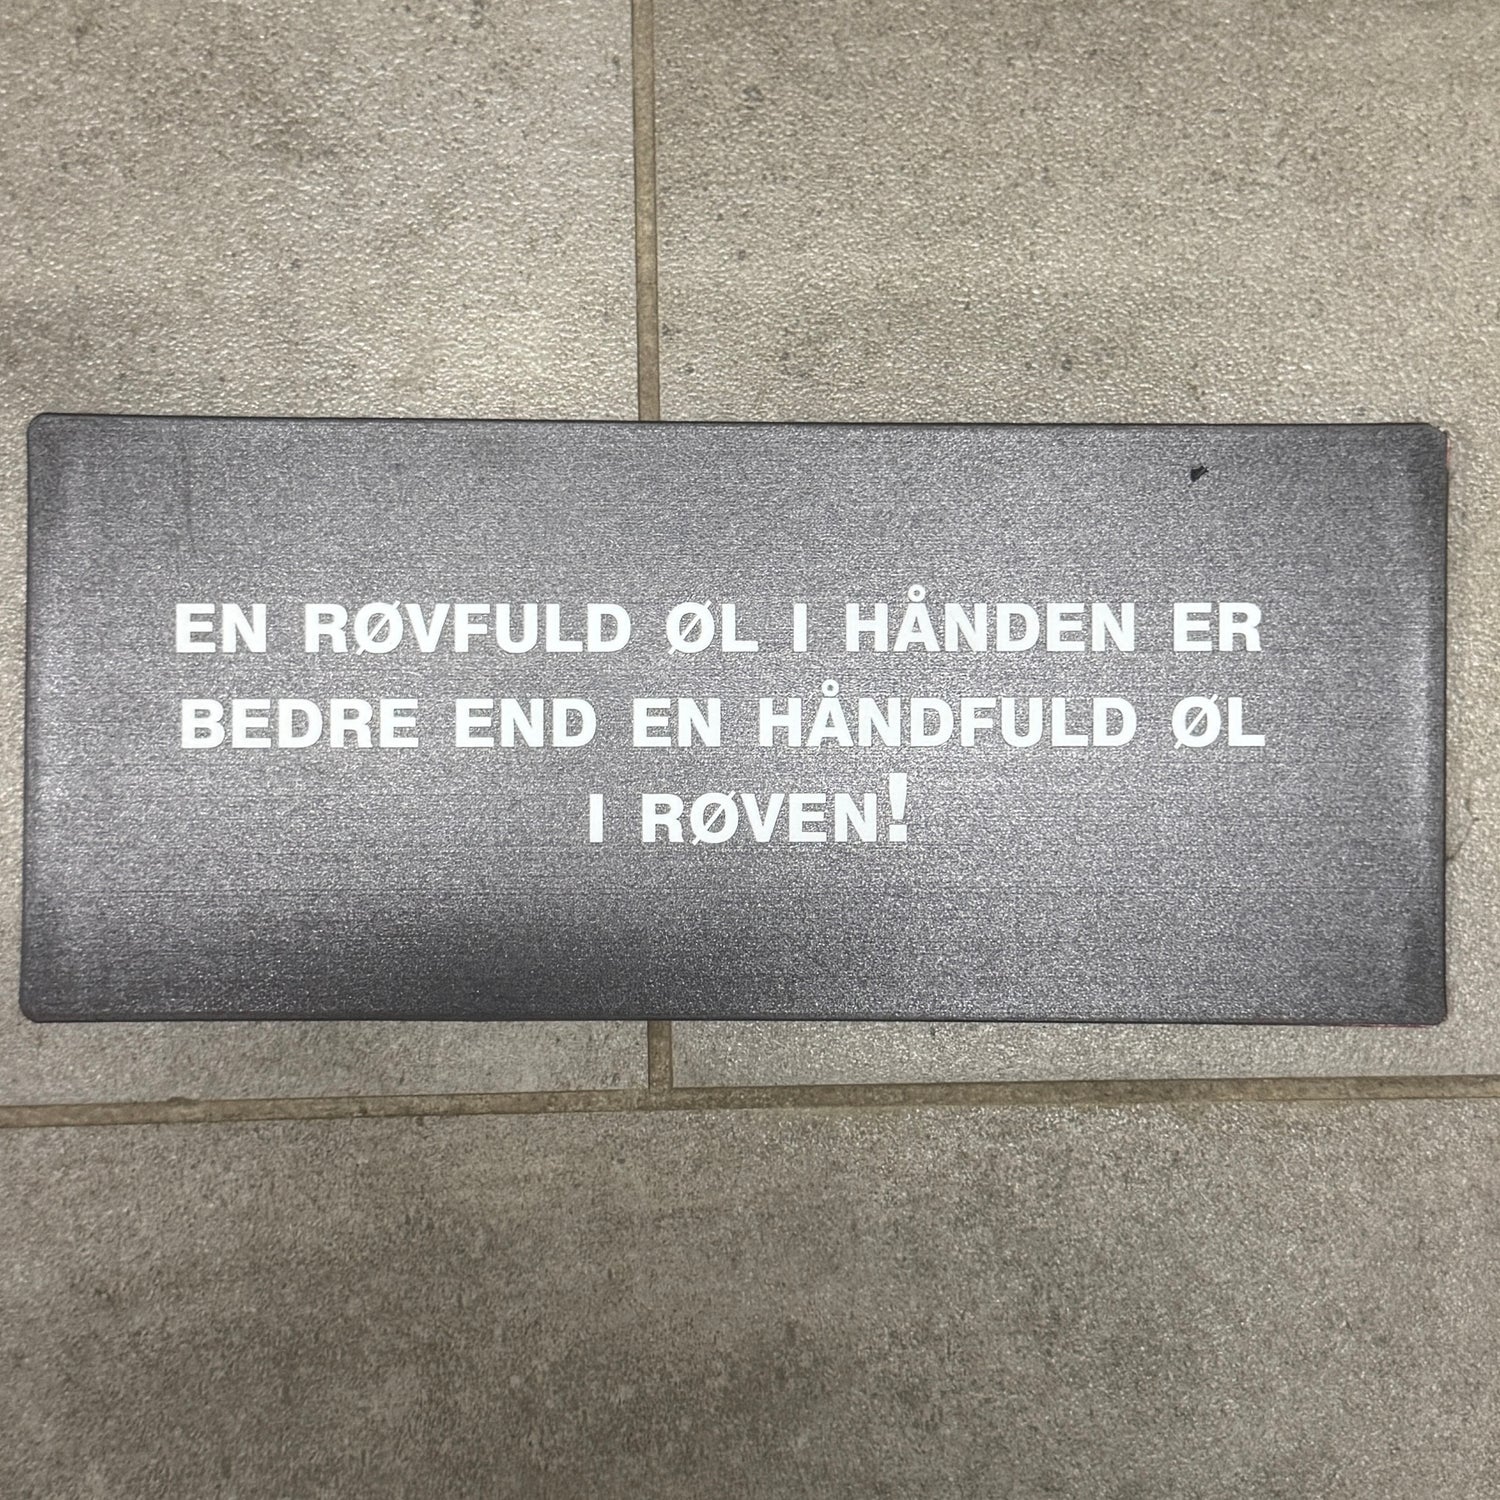 EN RØVFULD ØL I HÅNDEN ER
BEDRE END EN HÅNDFULD ØL
I RØVEN!